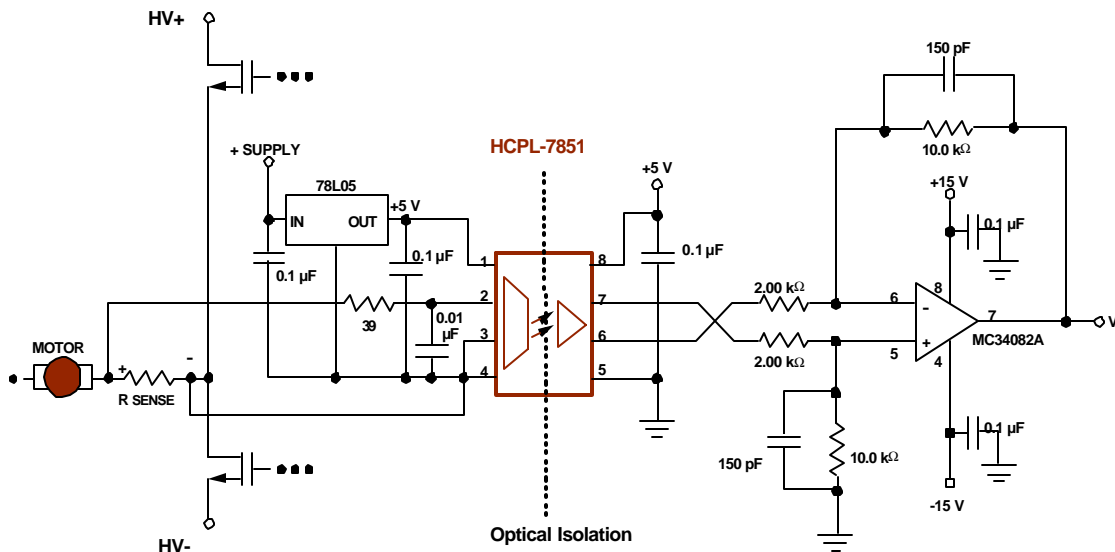 HV+
150 pF
10.0 kΩ
HCPL-7851
+ SUPPLY
78L05
+5 V
IN
OUT
0.1 µF
0.1 µF
+5 V
0.1 µF
+15 V
0.1 µF
1
2
3
4
8
7
6
5
39
0.01
µF
2.00 kΩ
2.00 kΩ
6
-
+
5
8
7
4
MC34082A
V
MOTOR
+
-
R SENSE
150 pF
10.0 kΩ
0.1 µF
-15 V
HV-
Optical Isolation